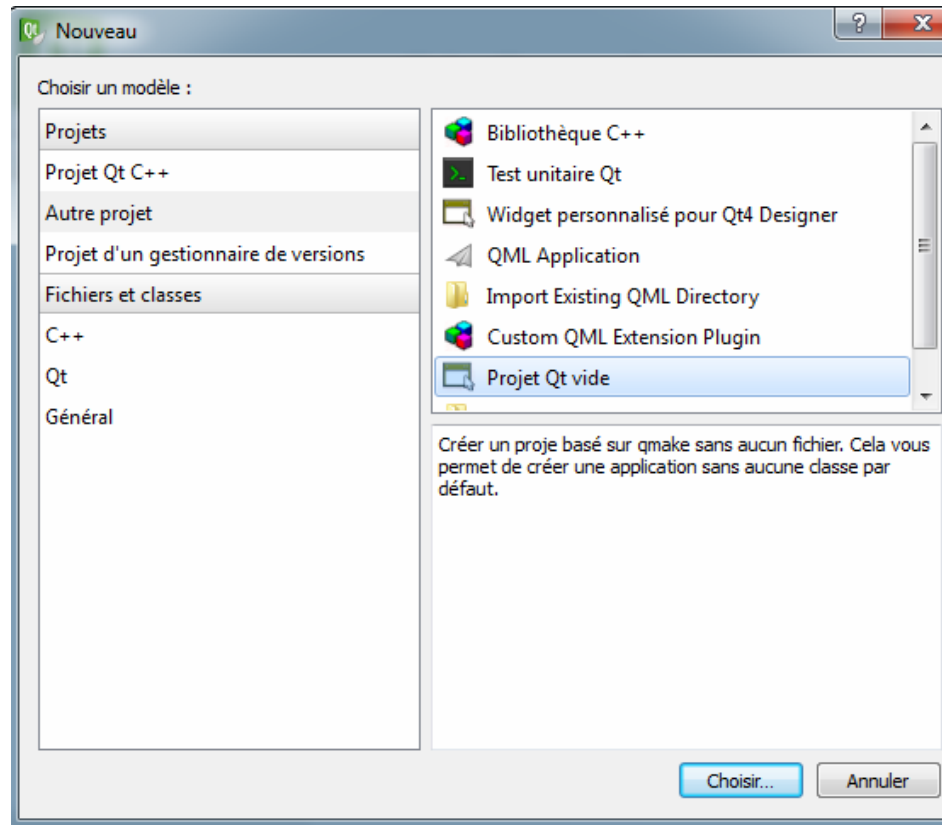 Nouveau
Choisir un modèle :
Projets
Projet Qt C++
Autre projet
Projet d'un gestionnaire de versions
Fichiers et classes
C++
Qt
Général
Bibliothèque C++
Test unitaire Qt
Widget personnalisé pour Qt4 Designer
QML Application
Import Existing QML Directory
Custom QML Extension Plugin
Projet Qt vide
Créer un proje basé sur qmake sans aucun fichier. Cela vous
permet de créer une application sans aucune classe par
défaut.
Choisir...
Annuler